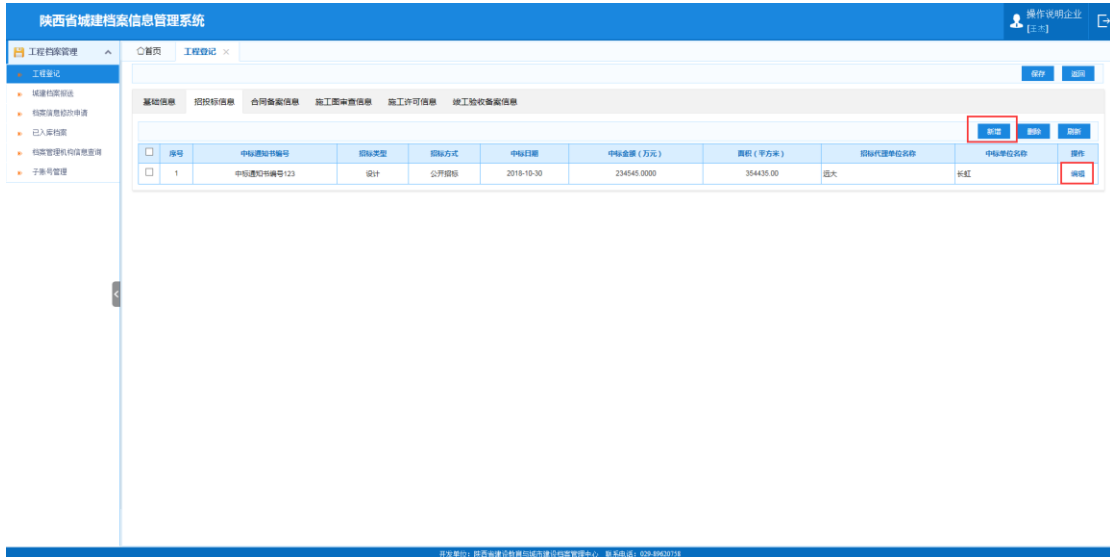 陕西省城建档案信息管理系统
操作说明企业
[王杰]
工程档案管理
首页
工程登记 ×
工程登记
城建档案报送
档案信息修改申请
已入库档案
档案管理机构信息查询
子账号管理
保存
返回
基础信息
招投标信息
合同备案信息
施工图审查信息
施工许可信息
竣工验收备案信息
新增
删除
刷新
序号
中标通知书编号
招标类型
招标方式
中标日期
中标金额（万元）
面积（平方米）
招标代理单位名称
中标单位名称
操作
1
中标通知书编号123
设计
公开招标
2018-10-30
234545.0000
354435.00
远大
长虹
编辑
开发单位：陕西省建设教育与城市建设档案管理中心 联系电话：029-89620758